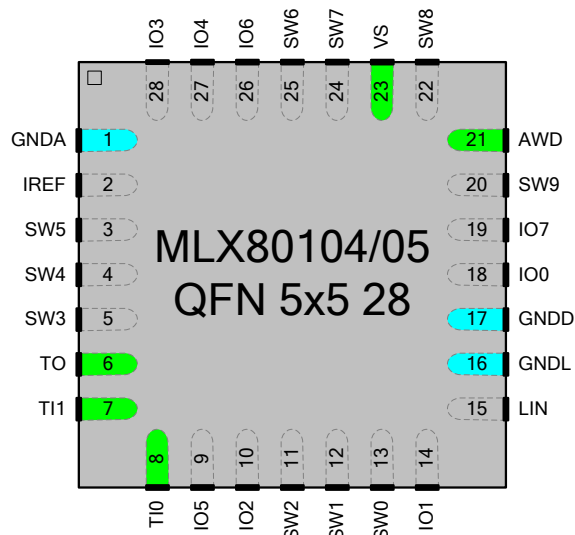 IO3
IO4
IO6
SW6
SW7
VS
SW8
28
27
26
25
24
23
22
GNDA 1
IREF 2
SW5 3
SW4 4
SW3 5
TO 6
TI1 7
MLX80104/05
QFN 5x5 28
21 AWD
20 SW9
19 IO7
18 IO0
17 GNDD
16 GNDL
15 LIN
8
9
10
11
12
13
14
TI0
IO5
IO2
SW2
SW1
SW0
IO1